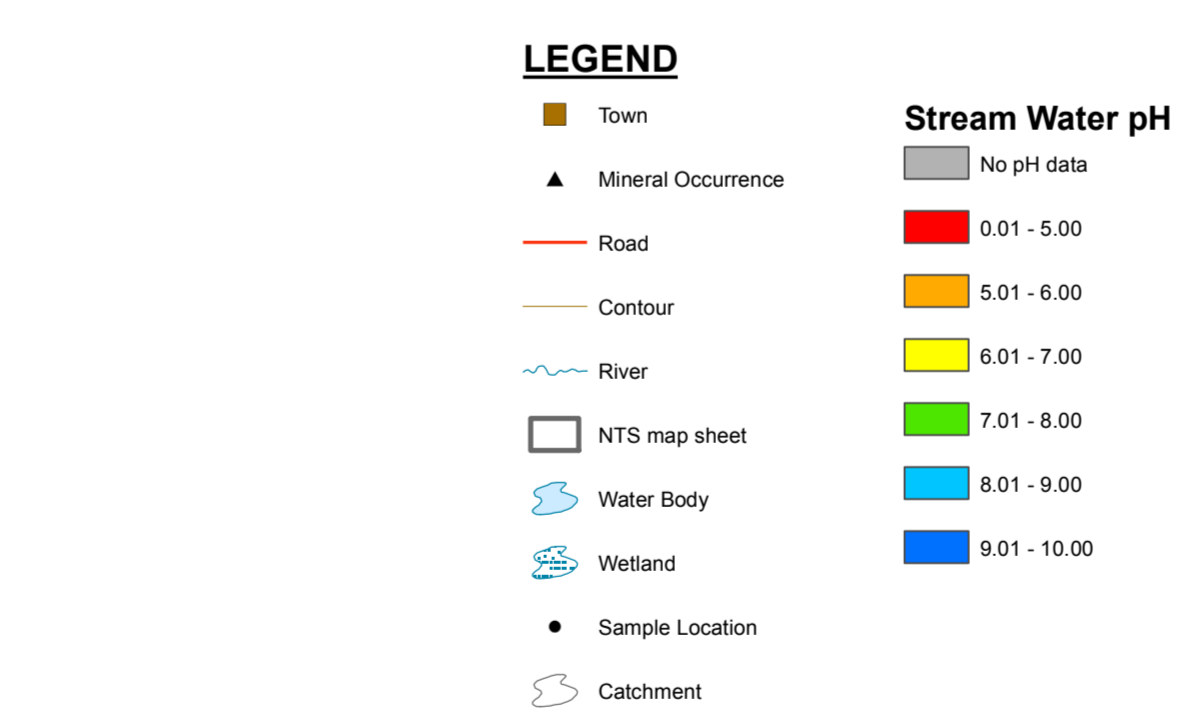 LEGEND
Town
Mineral Occurrence
Road
Contour
River
NTS map sheet
Water Body
Wetland
Sample Location
Catchment
Stream Water pH
No pH data
0.01 - 5.00
5.01 - 6.00
6.01 - 7.00
7.01 - 8.00
8.01 - 9.00
9.01 - 10.00